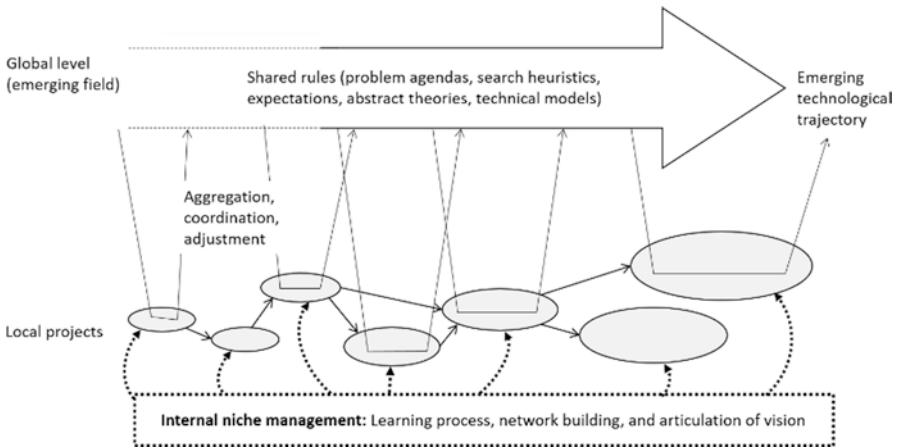 Global level
(emerging field)
Shared rules (problem agendas, search heuristics,
expectations, abstract theories, technical models)
Emerging
technological
trajectory
Aggregation,
coordination,
adjustment
Local projects
Internal niche management: Learning process, network building, and articulation of vision